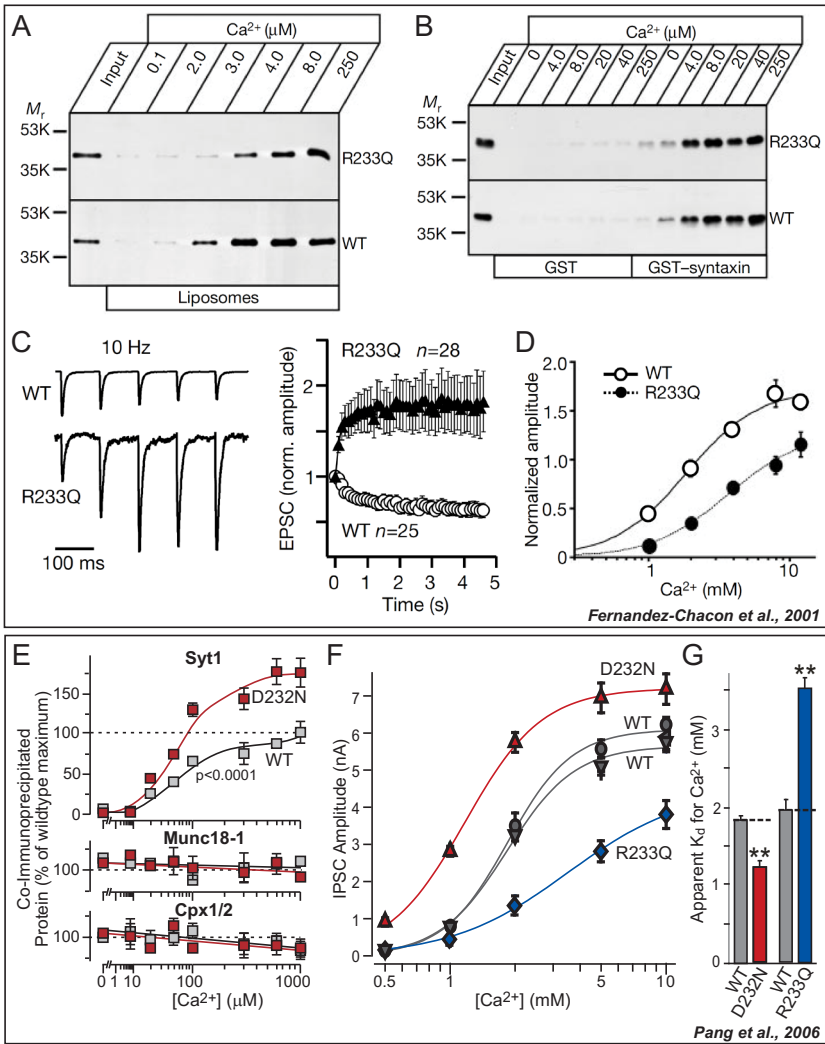 A
Ca²⁺ (μM)
Input
0.1
2.0
3.0
4.0
8.0
250
Mr
53K
35K
R233Q
53K
35K
WT
Liposomes
B
Ca²⁺ (μM)
Input
0
4.0
8.0
20
40
250
0
4.0
8.0
20
40
250
Mr
53K
35K
R233Q
53K
35K
WT
GST
GST–syntaxin
C
10 Hz
WT
R233Q
100 ms
EPSC (norm. amplitude)
2
1
R233Q n=28
WT n=25
0 1 2 3 4 5
Time (s)
D
Normalized amplitude
2.0
1.5
1.0
0.5
0
WT
R233Q
1 10
Ca²⁺ (mM)
Fernandez-Chacon et al., 2001
E
Syt1
Co-Immunoprecipitated
Protein (% of wildtype maximum)
150
100
50
0
D232N
WT
p<0.0001
Munc18-1
100
Cpx1/2
100
0 1 10 100 1000
[Ca²⁺] (μM)
F
IPSC Amplitude (nA)
7
6
5
4
3
2
1
0
D232N
WT
WT
R233Q
0.5 1 2 5 10
[Ca²⁺] (mM)
G
Apparent Kd for Ca²⁺ (mM)
3
2
1
0
**
**
WT
D232N
WT
R233Q
Pang et al., 2006